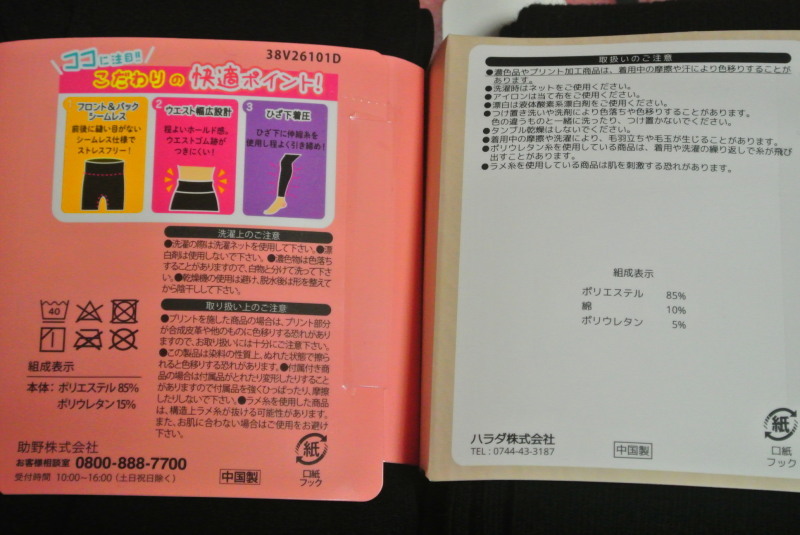 38V26101D
ココに注目!!
こだわりの快適ポイント!
1
フロント&バック
シームレス
前後に縫い目がない
シームレス仕様で
ストレスフリー!
2
ウエスト幅広設計
程よいホールド感。
ウエストゴム跡が
つきにくい!
3
ひざ下着圧
ひざ下に伸縮糸を
使用し程よく引き締め!
洗濯上のご注意
●洗濯の際は洗濯ネットを使用して下さい。●漂
白剤は使用しないで下さい。●濃色物は色落ち
することがありますので、白物と分けて洗って下さ
い。●乾燥機の使用は避け、脱水後は形を整えて
から陰干しして下さい。
取り扱い上のご注意
●プリントを施した商品の場合は、プリント部分
が合成皮革や他のものに色移りする恐れがあり
ますので、お取り扱いには十分にご注意下さい。
●この製品は染料の性質上、ぬれた状態で擦ら
れると色移りする恐れがあります。●付属付き商
品の場合は付属品がとれたり変形したりすること
がありますので付属品を強くひっぱったり、摩擦
したりしないで下さい。●ラメ糸を使用した商品
は、構造上ラメ糸が抜ける可能性があります。
また、お肌に合わない場合はご使用をお避け
下さい。
40
組成表示
本体: ポリエステル 85%
ポリウレタン 15%
助野株式会社
お客様相談室 0800-888-7700
受付時間 10:00~16:00 (土日祝日除く)
中国製
紙
口紙
フック
取扱いのご注意
●濃色品やプリント加工商品は、着用中の摩擦や汗により色移りすることが
あります。
●洗濯時はネットをご使用ください。
●アイロンは当て布をご使用ください。
●漂白は液体酸素系漂白剤をご使用ください。
●つけ置き洗いや洗剤により色落ちや色移りすることがあります。
色の違うものと一緒に洗ったり、つけ置かないでください。
●タンブル乾燥はしないでください。
●着用中の摩擦や洗濯により、毛羽立ちや毛玉が生じることがあります。
●ポリウレタン糸を使用している商品は、着用や洗濯の繰り返しで糸が飛び
出すことがあります。
●ラメ糸を使用している商品は肌を刺激する恐れがあります。
組成表示
ポリエステル 85%
綿 10%
ポリウレタン 5%
ハラダ株式会社
TEL : 0744-43-3187
中国製
紙
口紙
フック